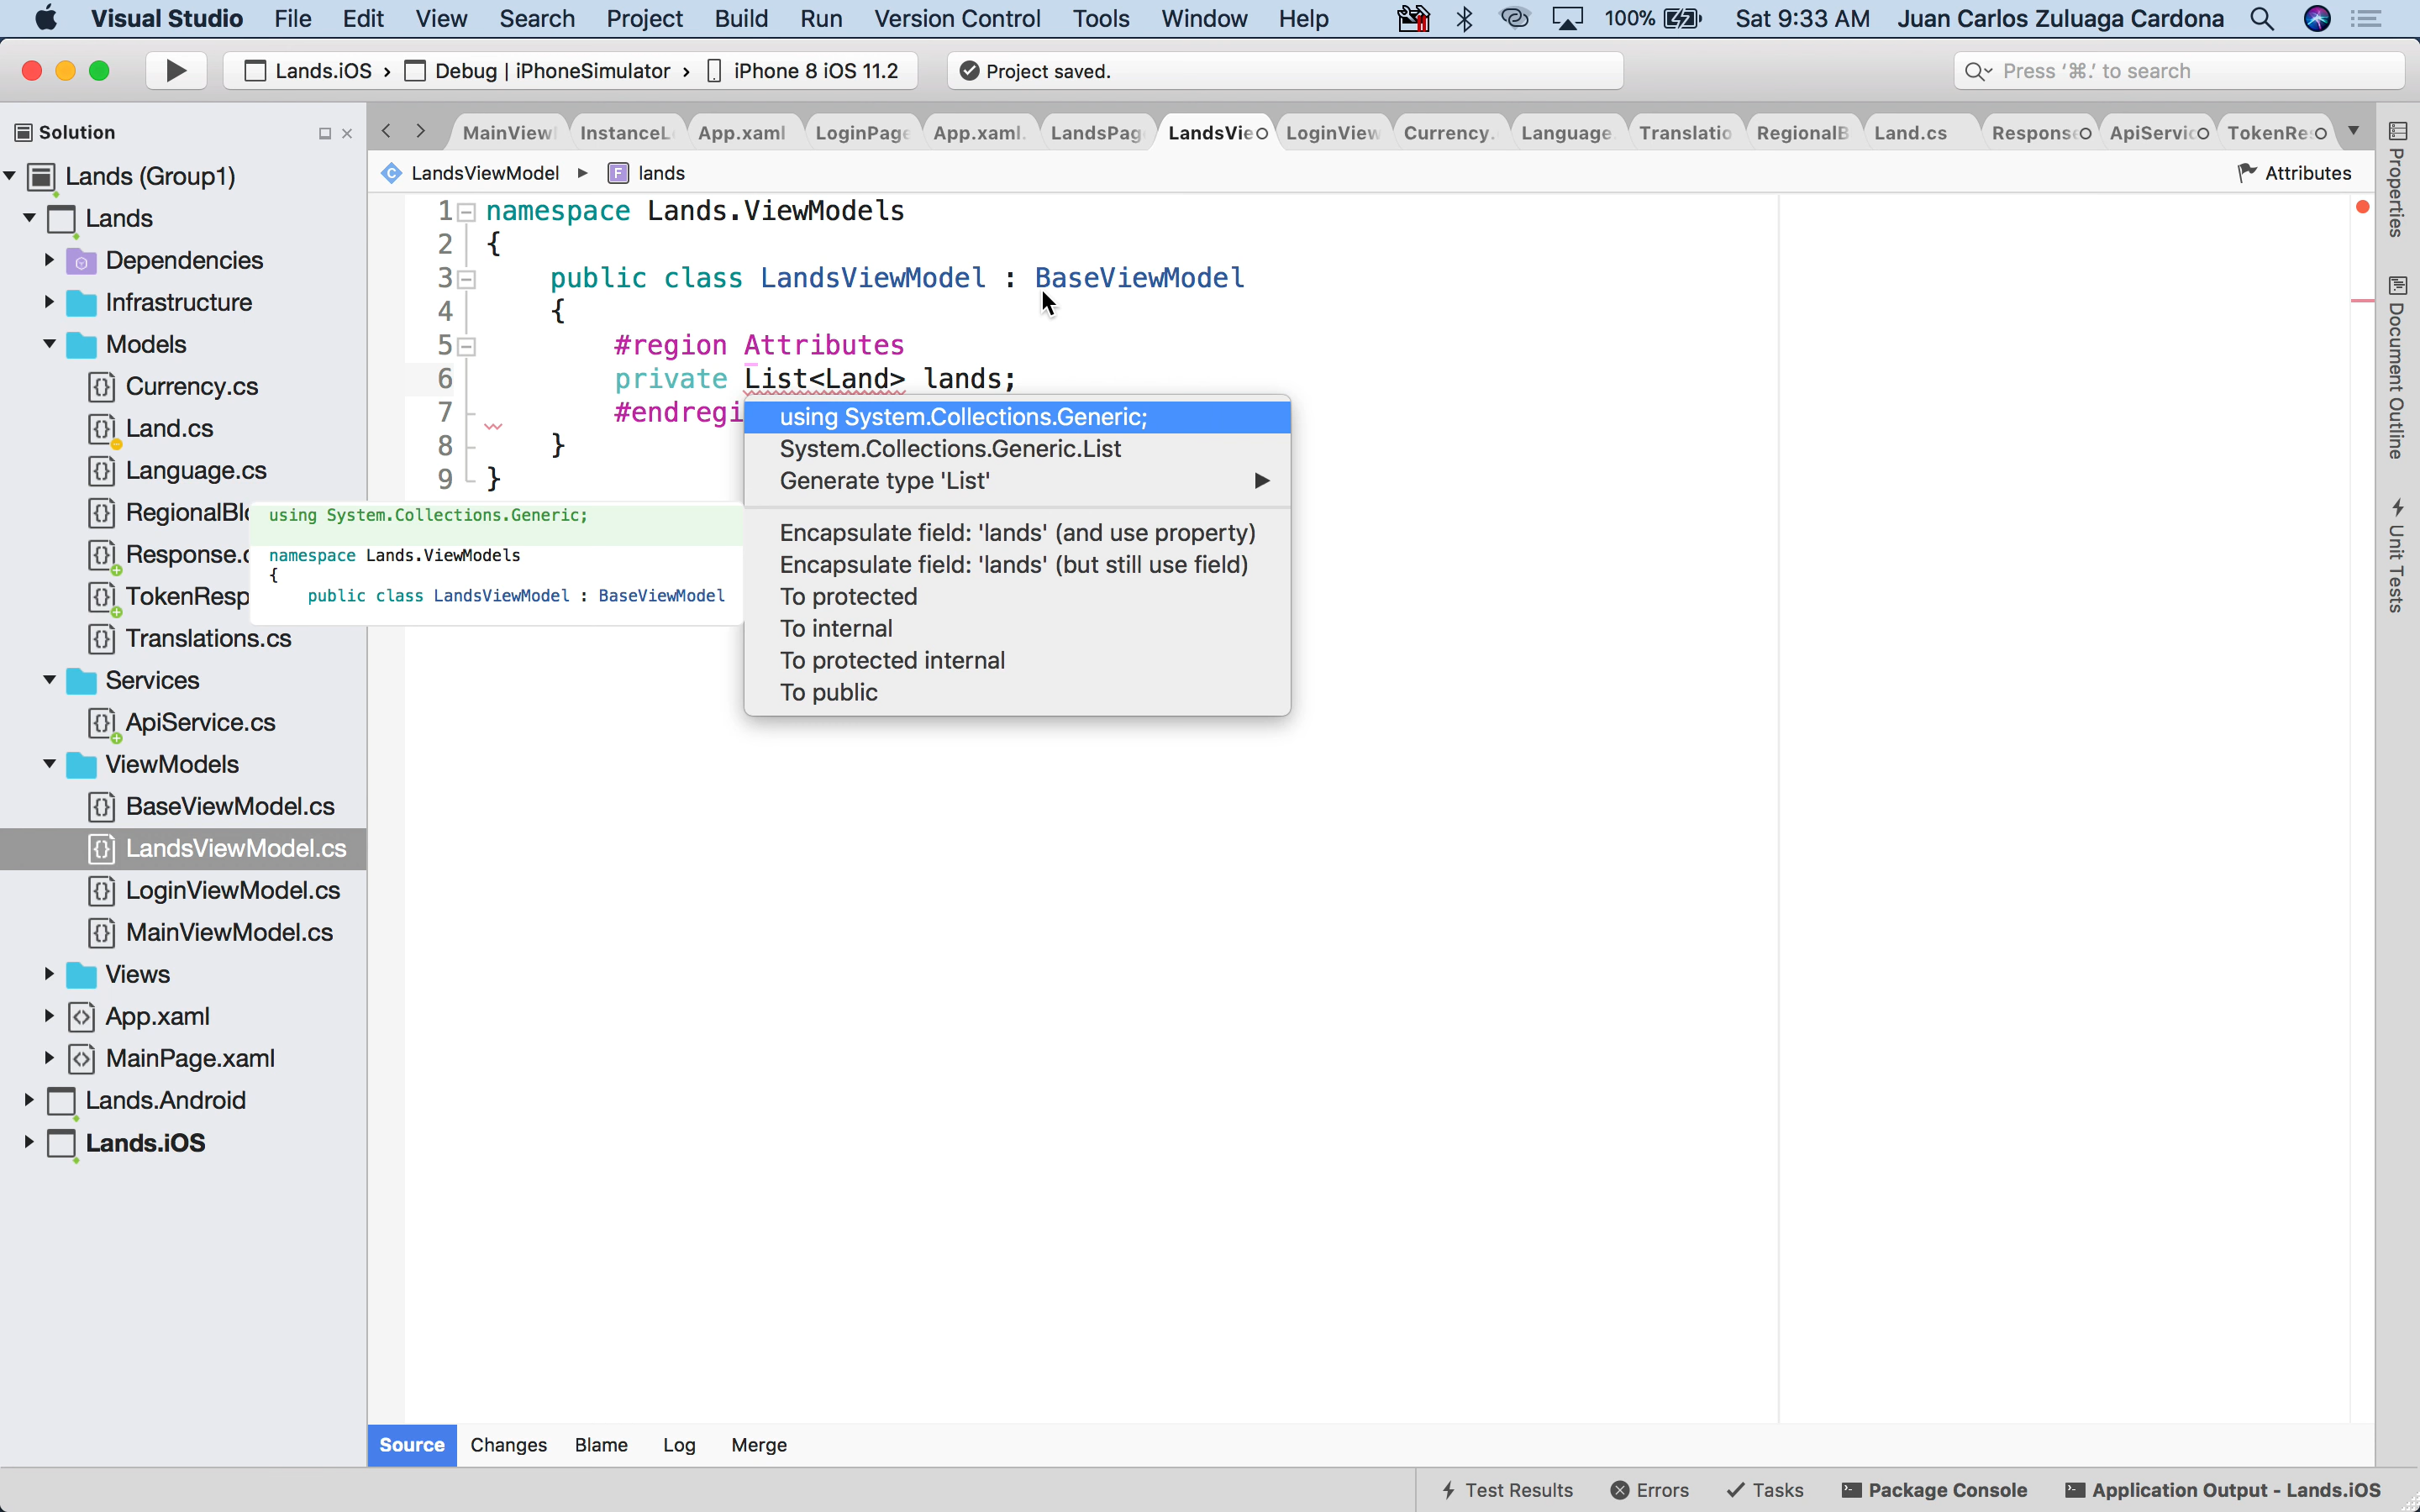 Visual Studio File Edit View Search Project Build Run Version Control Tools Window Help 100% Sat 9:33 AM Juan Carlos Zuluaga Cardona
Lands.iOS › Debug | iPhoneSimulator › iPhone 8 iOS 11.2
Project saved.
Press '⌘.' to search
Solution
MainView InstanceL App.xaml LoginPage App.xaml. LandsPag LandsVie LoginView Currency. Language. Translatio RegionalB Land.cs Response ApiServic TokenRes
LandsViewModel ▸ F lands
Attributes
Lands (Group1)
Lands
Dependencies
Infrastructure
Models
Currency.cs
Land.cs
Language.cs
RegionalBlo
Response.c
TokenResp
Translations.cs
Services
ApiService.cs
ViewModels
BaseViewModel.cs
LandsViewModel.cs
LoginViewModel.cs
MainViewModel.cs
Views
App.xaml
MainPage.xaml
Lands.Android
Lands.iOS
1 namespace Lands.ViewModels
2 {
3 public class LandsViewModel : BaseViewModel
4 {
5 #region Attributes
6 private List<Land> lands;
7 #endregi
8 }
9 }
using System.Collections.Generic;
System.Collections.Generic.List
Generate type 'List'
Encapsulate field: 'lands' (and use property)
Encapsulate field: 'lands' (but still use field)
To protected
To internal
To protected internal
To public
using System.Collections.Generic;
namespace Lands.ViewModels
{
public class LandsViewModel : BaseViewModel
Properties
Document Outline
Unit Tests
Source Changes Blame Log Merge
Test Results Errors Tasks Package Console Application Output - Lands.iOS